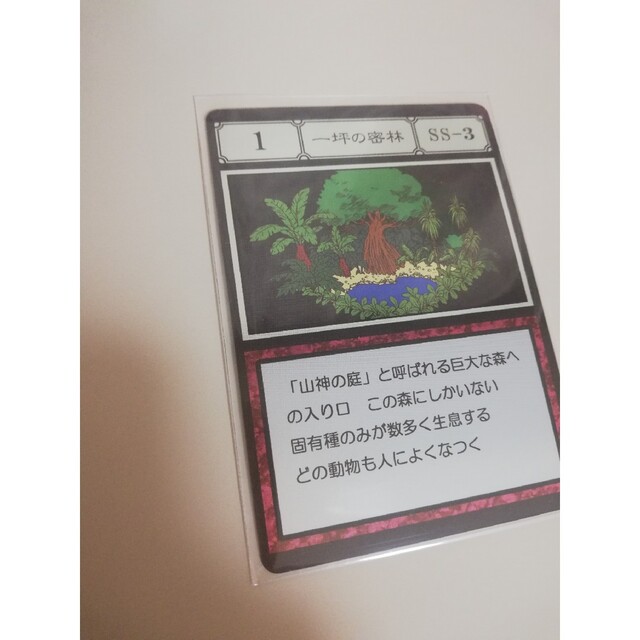 1
一坪の密林
SS-3
「山神の庭」と呼ばれる巨大な森へ
の入り口　この森にしかいない
固有種のみが数多く生息する
どの動物も人によくなつく